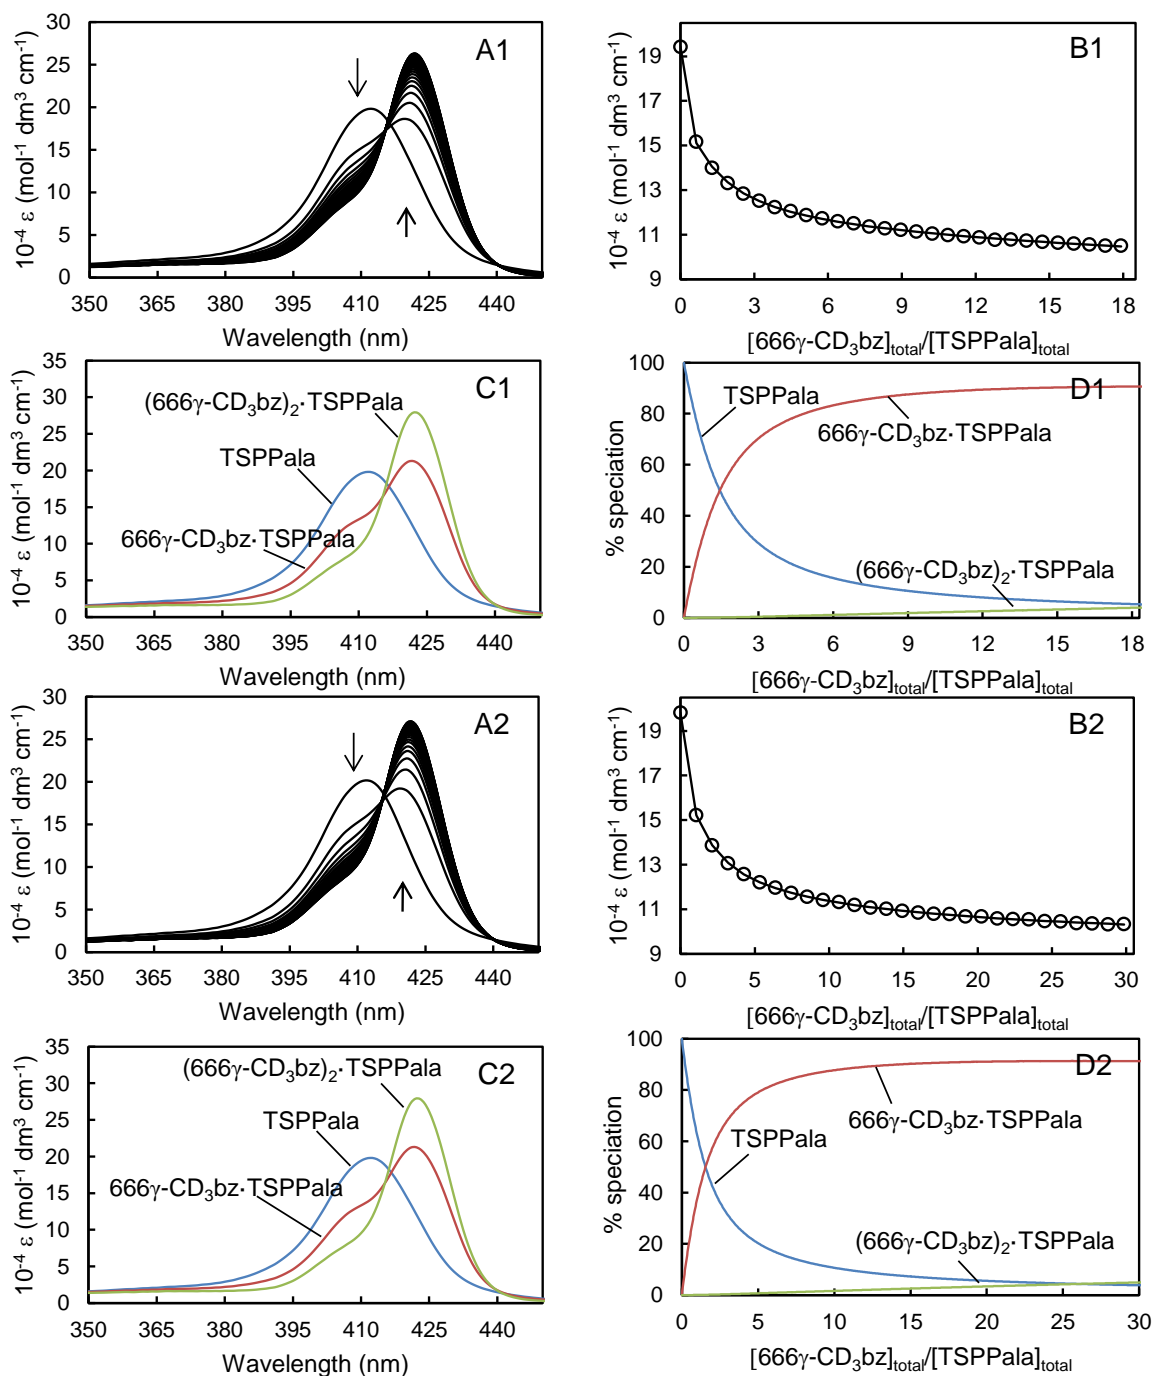 A1
10⁻⁴ ε (mol⁻¹ dm³ cm⁻¹)
30
25
20
15
10
5
0
350 365 380 395 410 425 440
Wavelength (nm)
B1
10⁻⁴ ε (mol⁻¹ dm³ cm⁻¹)
19
17
15
13
11
9
0 3 6 9 12 15 18
[666γ-CD₃bz]total/[TSPPala]total
C1
10⁻⁴ ε (mol⁻¹ dm³ cm⁻¹)
35
30
25
20
15
10
5
0
(666γ-CD₃bz)₂·TSPPala
TSPPala
666γ-CD₃bz·TSPPala
350 365 380 395 410 425 440
Wavelength (nm)
D1
% speciation
100
80
60
40
20
0
TSPPala
666γ-CD₃bz·TSPPala
(666γ-CD₃bz)₂·TSPPala
0 3 6 9 12 15 18
[666γ-CD₃bz]total/[TSPPala]total
A2
10⁻⁴ ε (mol⁻¹ dm³ cm⁻¹)
30
25
20
15
10
5
0
350 365 380 395 410 425 440
Wavelength (nm)
B2
10⁻⁴ ε (mol⁻¹ dm³ cm⁻¹)
19
17
15
13
11
9
0 5 10 15 20 25 30
[666γ-CD₃bz]total/[TSPPala]total
C2
10⁻⁴ ε (mol⁻¹ dm³ cm⁻¹)
35
30
25
20
15
10
5
0
(666γ-CD₃bz)₂·TSPPala
TSPPala
666γ-CD₃bz·TSPPala
350 365 380 395 410 425 440
Wavelength (nm)
D2
% speciation
100
80
60
40
20
0
666γ-CD₃bz·TSPPala
TSPPala
(666γ-CD₃bz)₂·TSPPala
0 5 10 15 20 25 30
[666γ-CD₃bz]total/[TSPPala]total